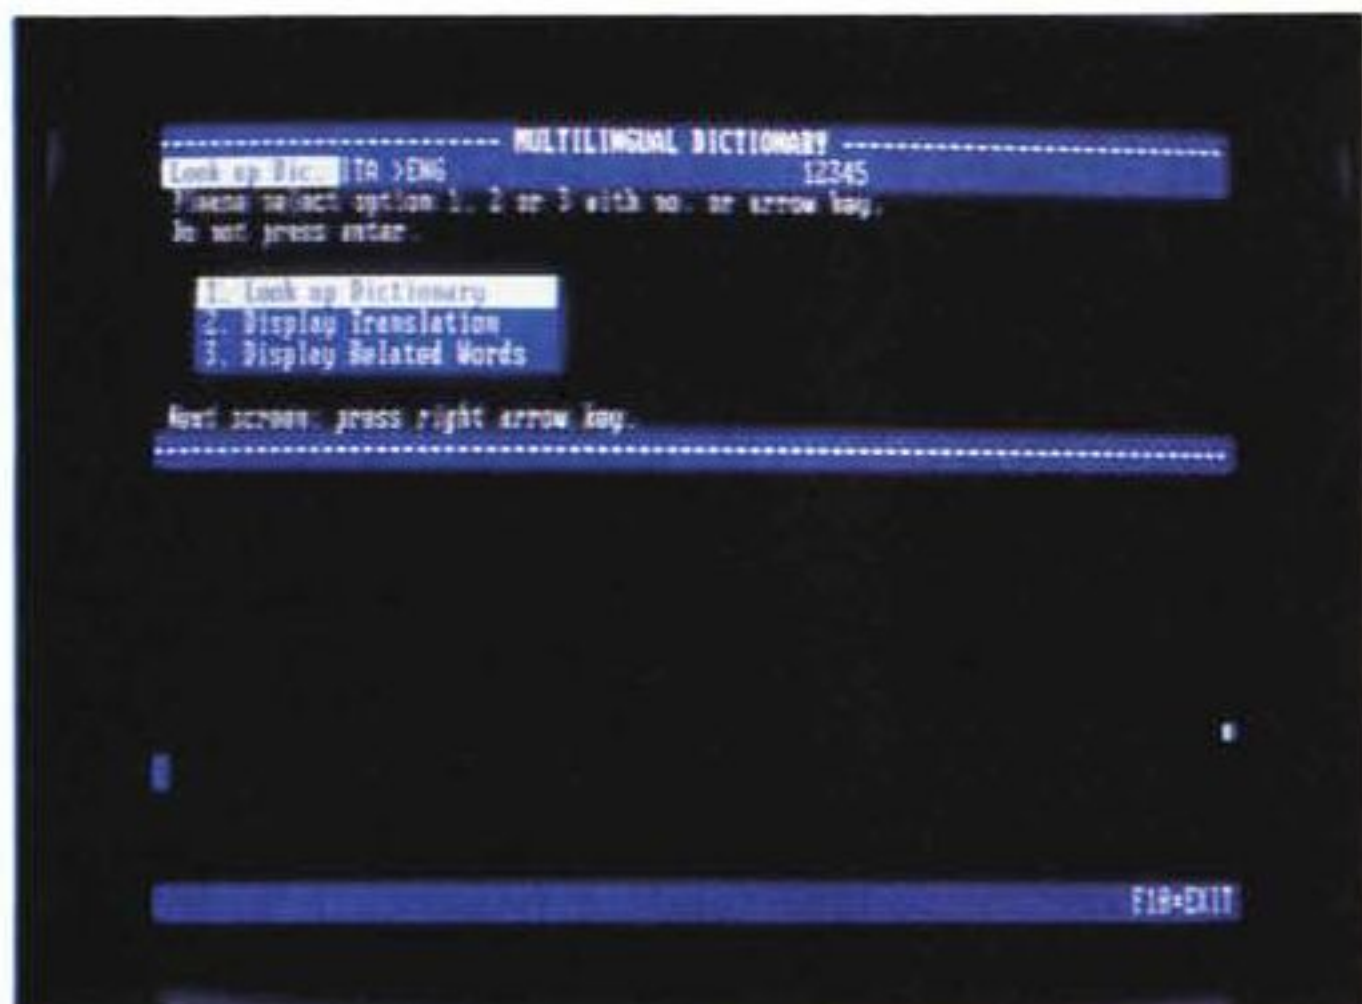 MULTILINGUAL DICTIONARY
Look up Dic. ITA >ENG 12345
Please select option 1, 2 or 3 with no. or arrow key.
Do not press enter.
1. Look up Dictionary
2. Display Translation
3. Display Related Words
Next screen: press right arrow key.
F10=EXIT